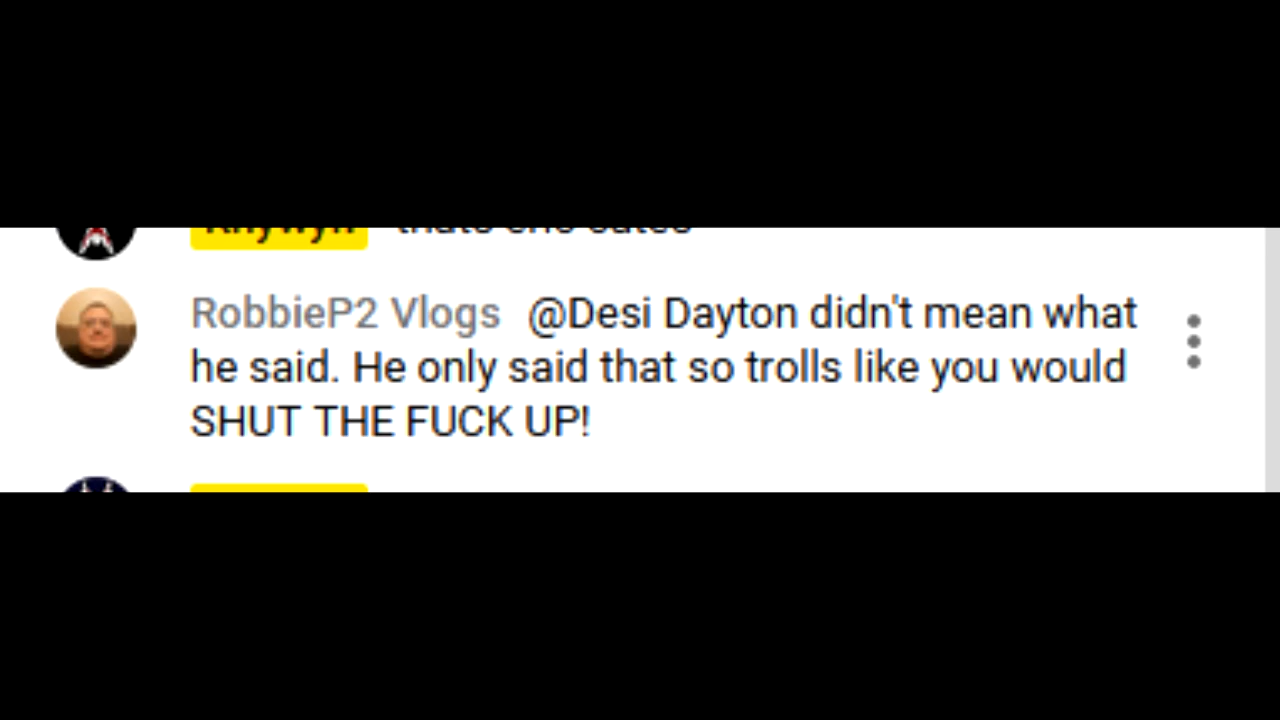 RobbieP2 Vlogs @Desi Dayton didn't mean what
he said. He only said that so trolls like you would
SHUT THE FUCK UP!